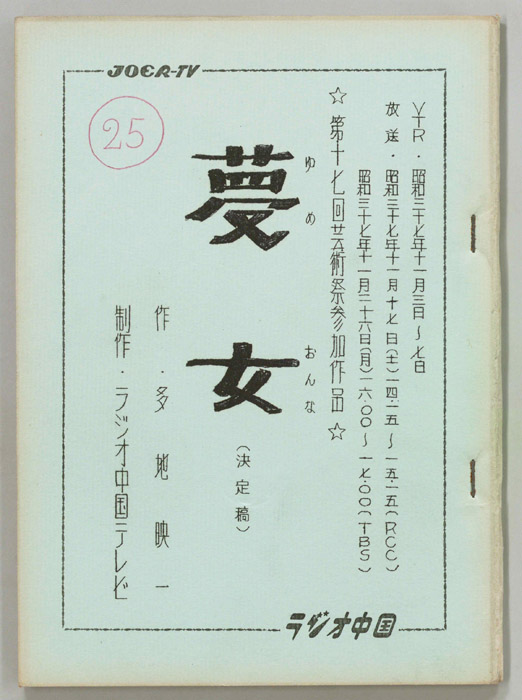 JOER-TV
VTR・昭和三十七年十一月三日〜七日
放送・昭和三十七年十一月十七日(土)一四・一五〜一五・一五(RCC)
昭和三十七年十一月二十六日(月)一六・〇〇〜一七・〇〇(TBS)
☆第十七回芸術祭参加作品☆
ゆめ おんな
夢女
(決定稿)
作・多地映一
制作・ラジオ中国テレビ
25
ラジオ中国